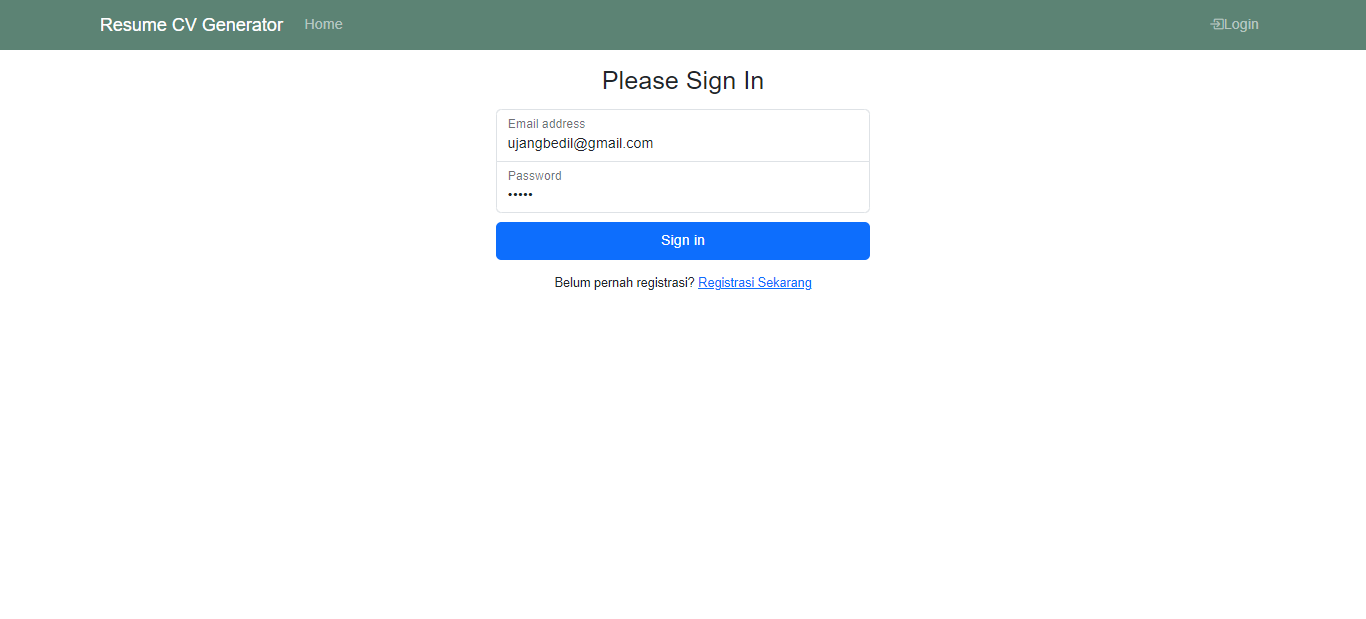 Resume CV Generator Home Login
Please Sign In
Email address
ujangbedil@gmail.com
Password
•••••
Sign in
Belum pernah registrasi? Registrasi Sekarang